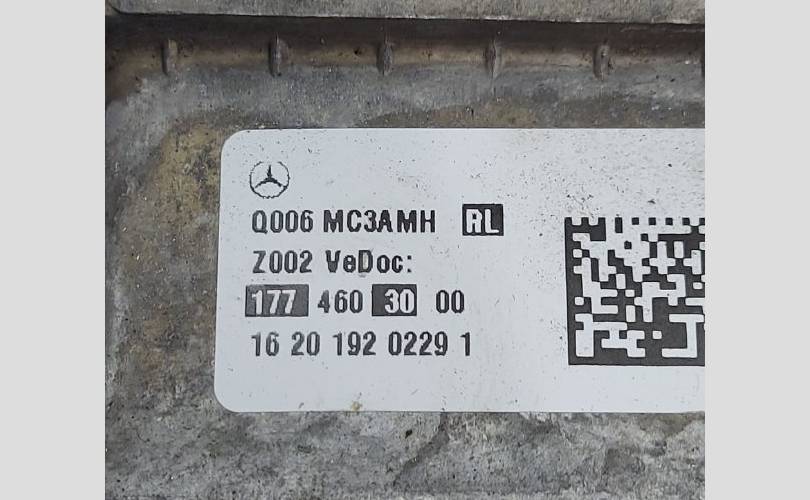 Q006 MC3AMH RL
Z002 VeDoc:
177 460 30 00
16 20 192 0229 1